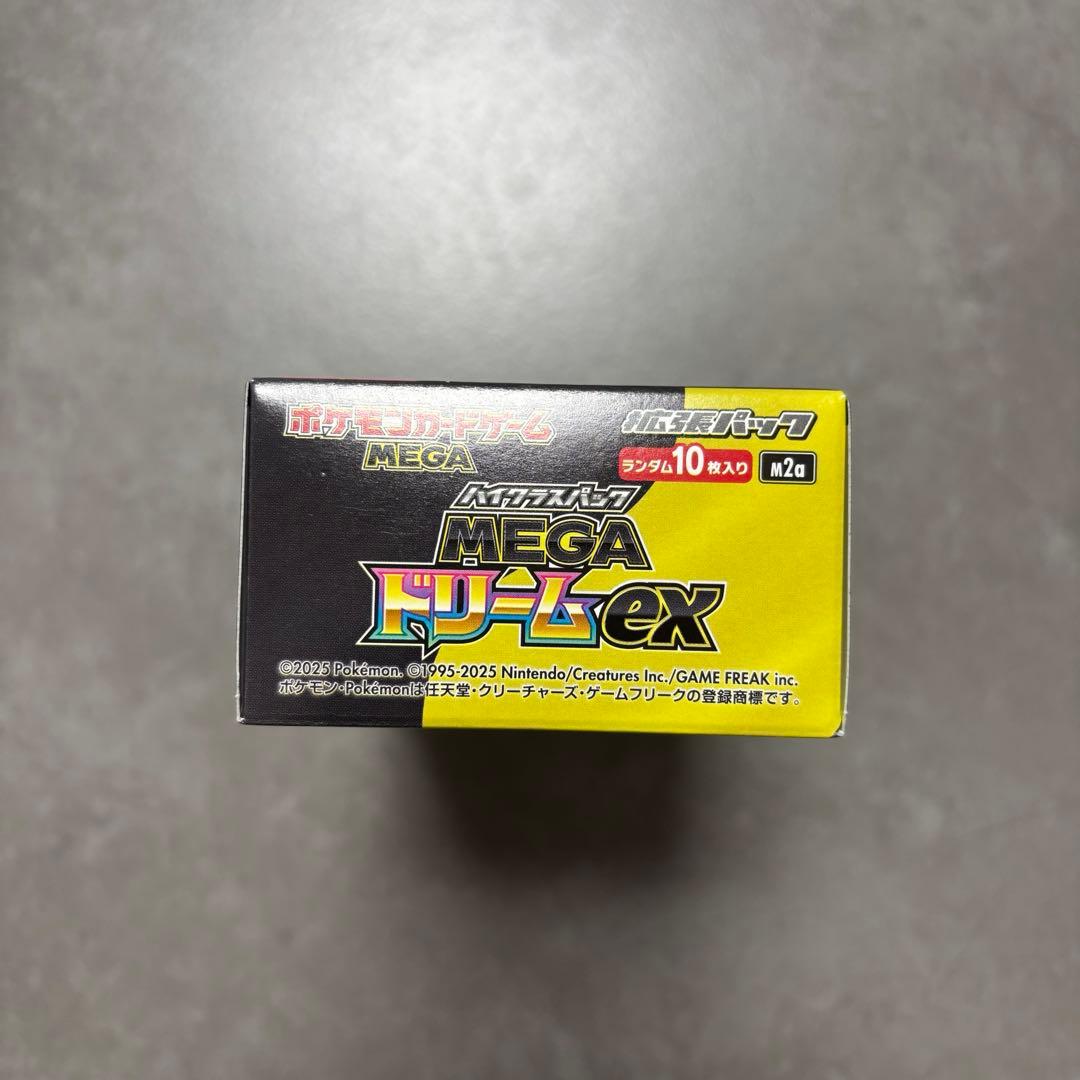 ポケモンカードゲーム
MEGA
拡張パック
ランダム10枚入り
M2a
ハイクラスパック
MEGA
ドリームex
©2025 Pokémon. ©1995-2025 Nintendo/Creatures Inc./GAME FREAK inc.
ポケモン・Pokémonは任天堂・クリーチャーズ・ゲームフリークの登録商標です。